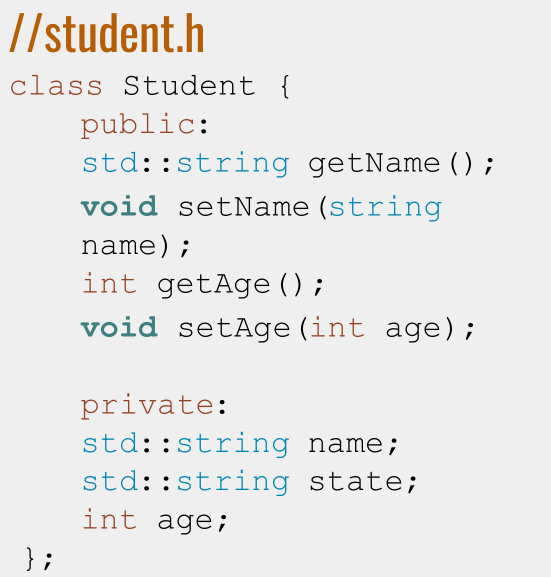 //student.h
class Student {
public:
std::string getName();
void setName(string
name);
int getAge();
void setAge(int age);
private:
std::string name;
std::string state;
int age;
};